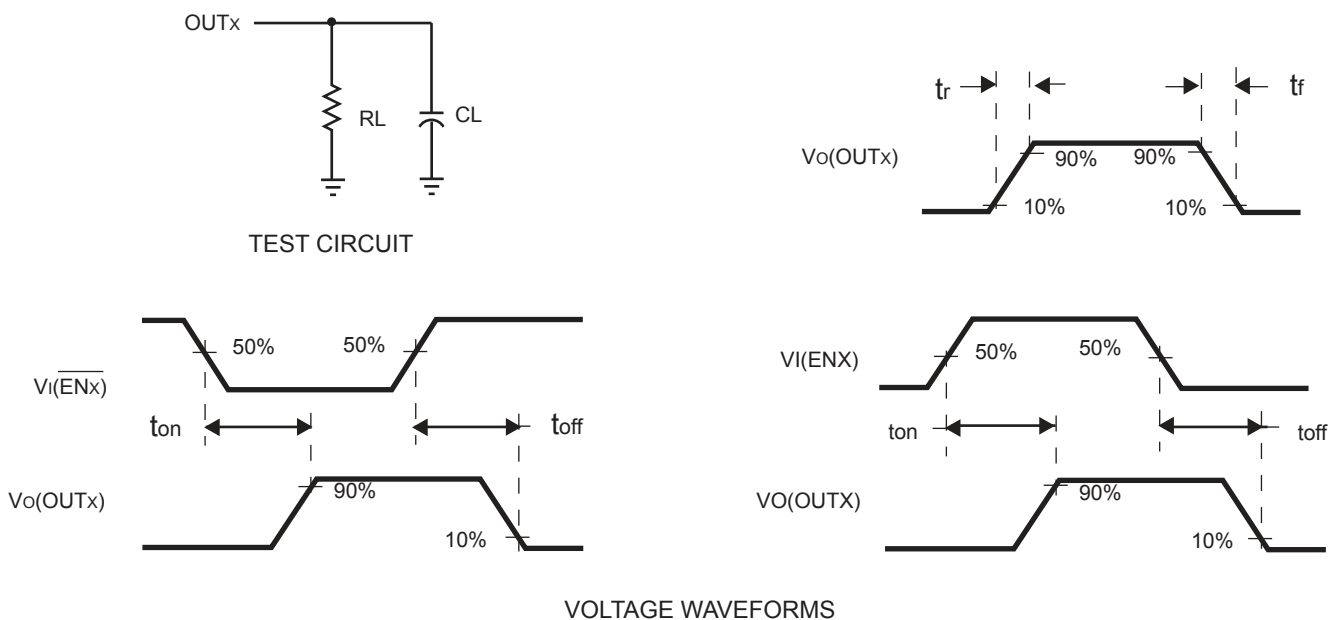 OUTx
RL
CL
TEST CIRCUIT
tr
tf
Vo(OUTx)
90%
90%
10%
10%
50%
50%
VI(ENx)
ton
toff
Vo(OUTx)
90%
10%
50%
50%
VI(ENX)
ton
toff
VO(OUTX)
90%
10%
VOLTAGE WAVEFORMS